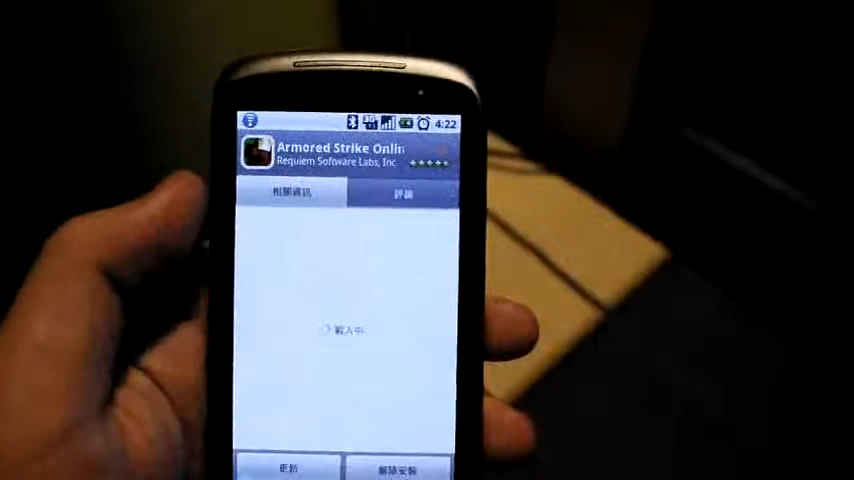 3G 4:22
Armored Strike Onlin
Requiem Software Labs, Inc
相關資訊 評論
載入中
更新 解除安裝